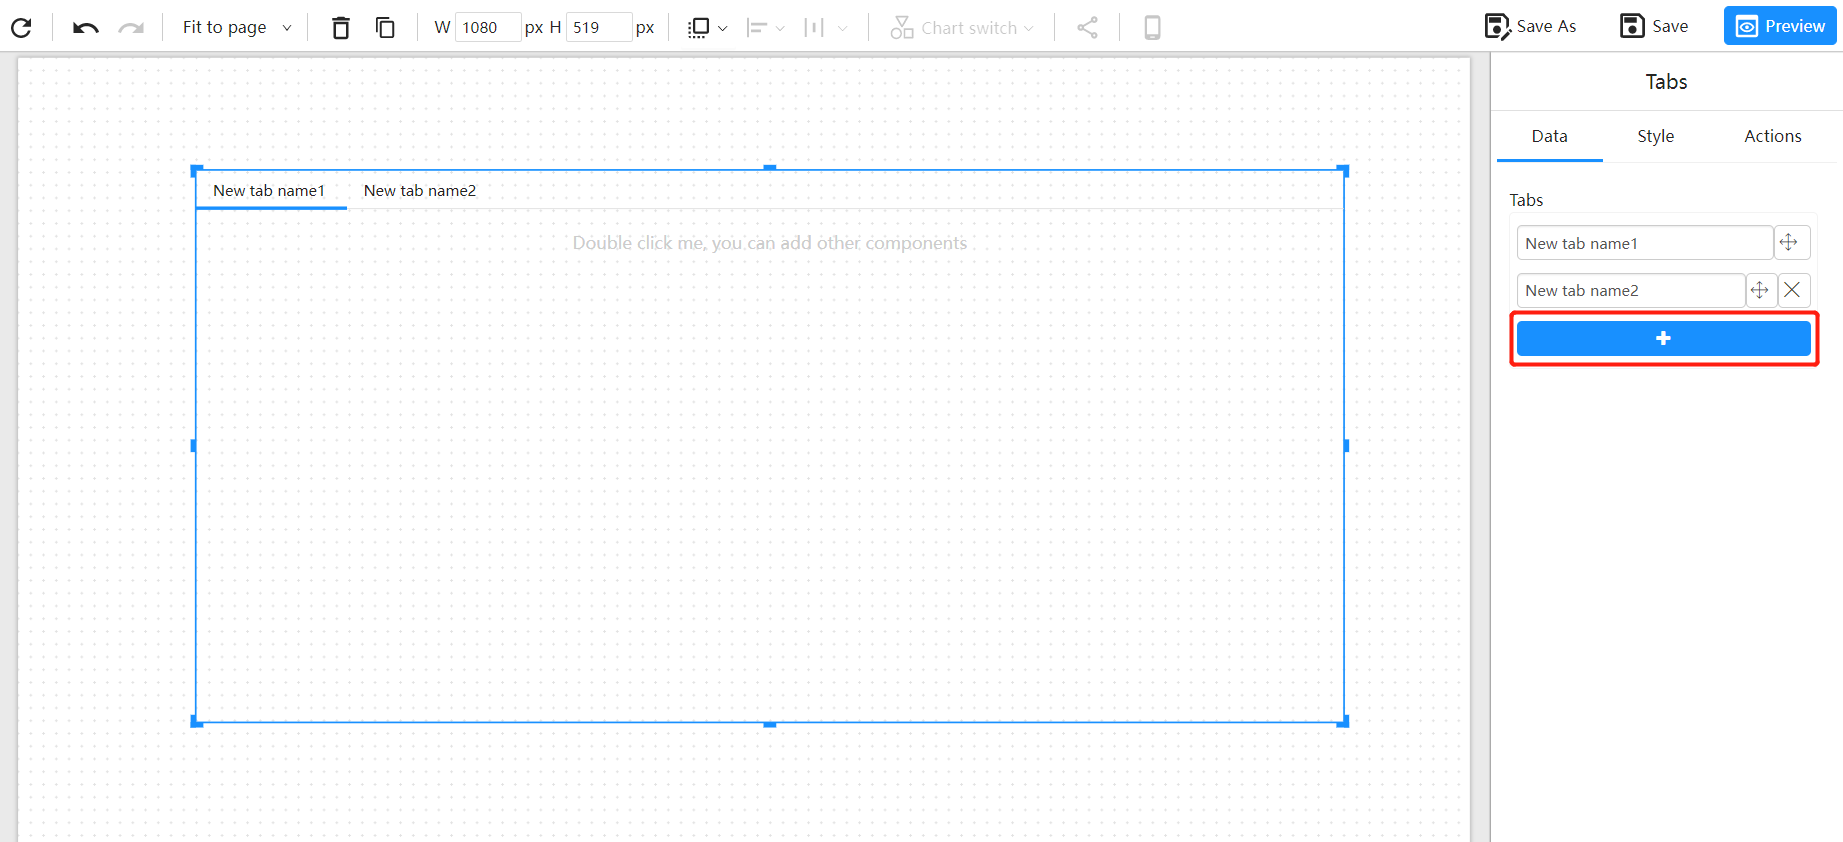 Fit to page W 1080 px H 519 px Chart switch Save As Save Preview
Tabs
Data Style Actions
New tab name1 New tab name2
Tabs
Double click me, you can add other components
New tab name1
New tab name2